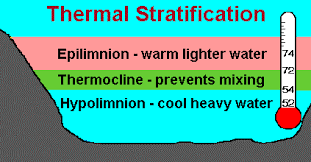 Thermal Stratification
Epilimnion - warm lighter water
74
72
Thermocline - prevents mixing
54
Hypolimnion - cool heavy water
52